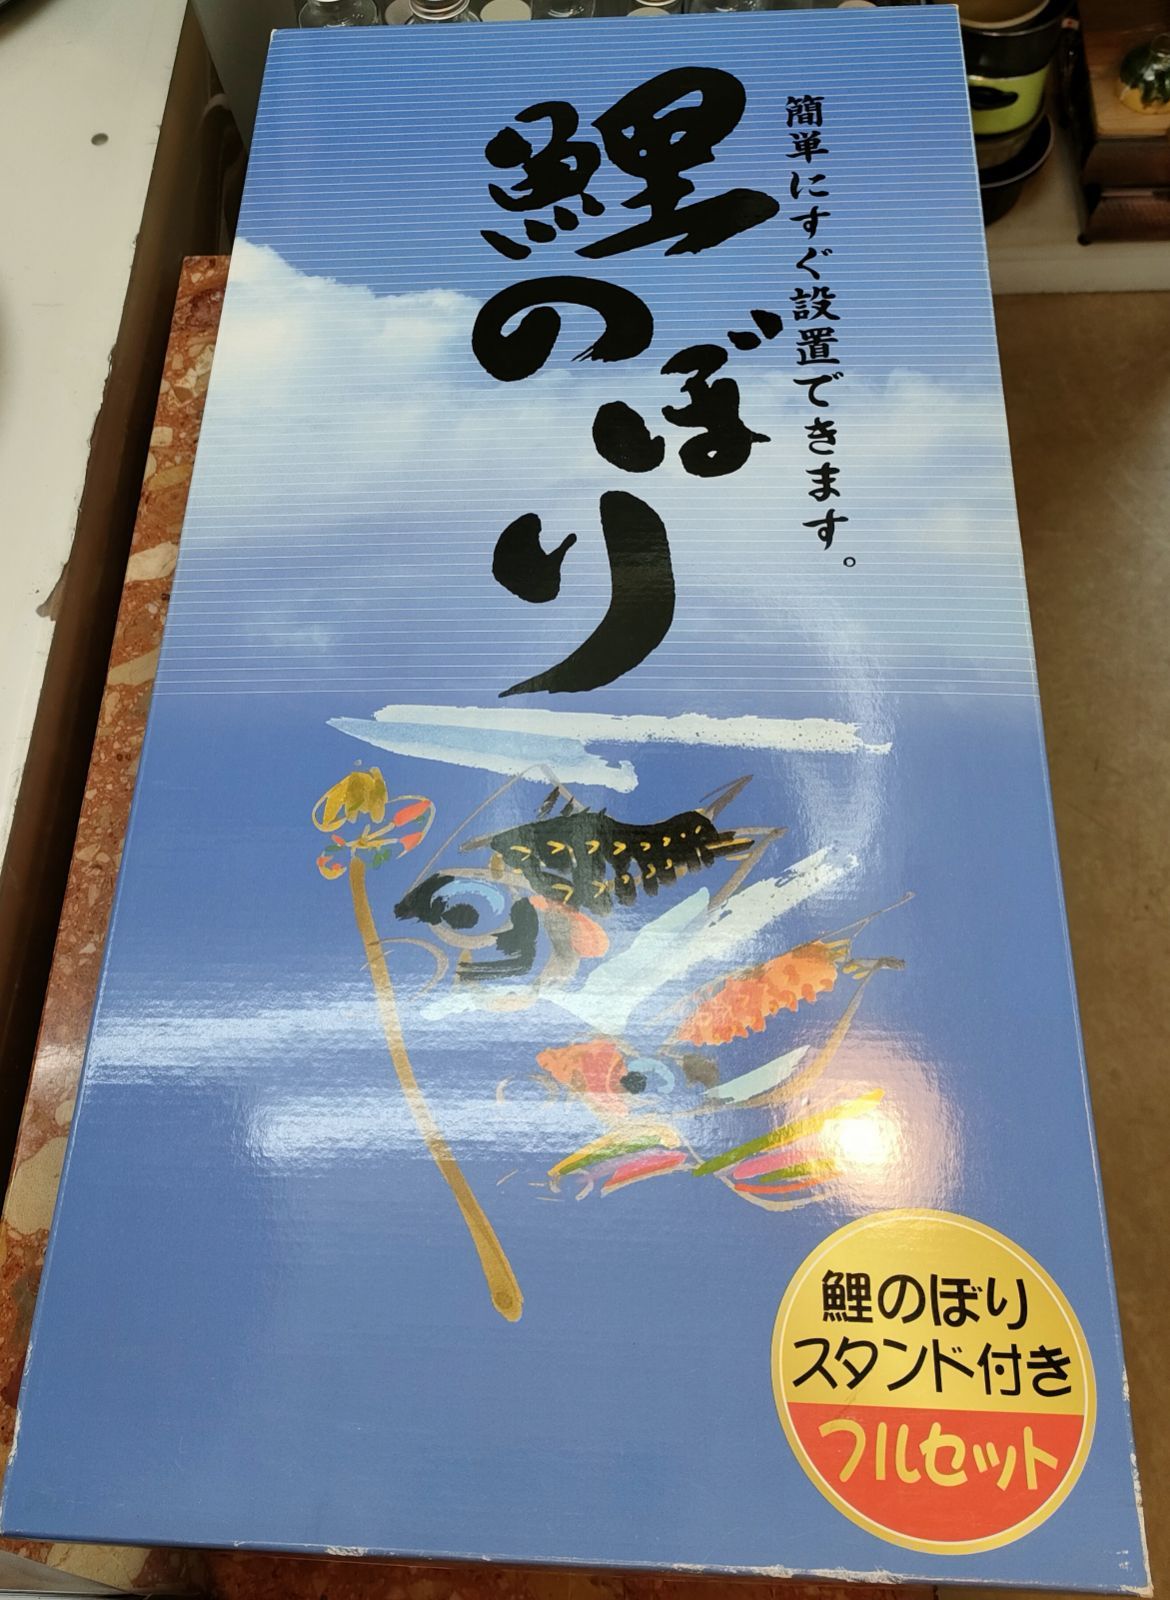 簡単にすぐ設置できます。
鯉のぼり
鯉のぼり
スタンド付き
フルセット